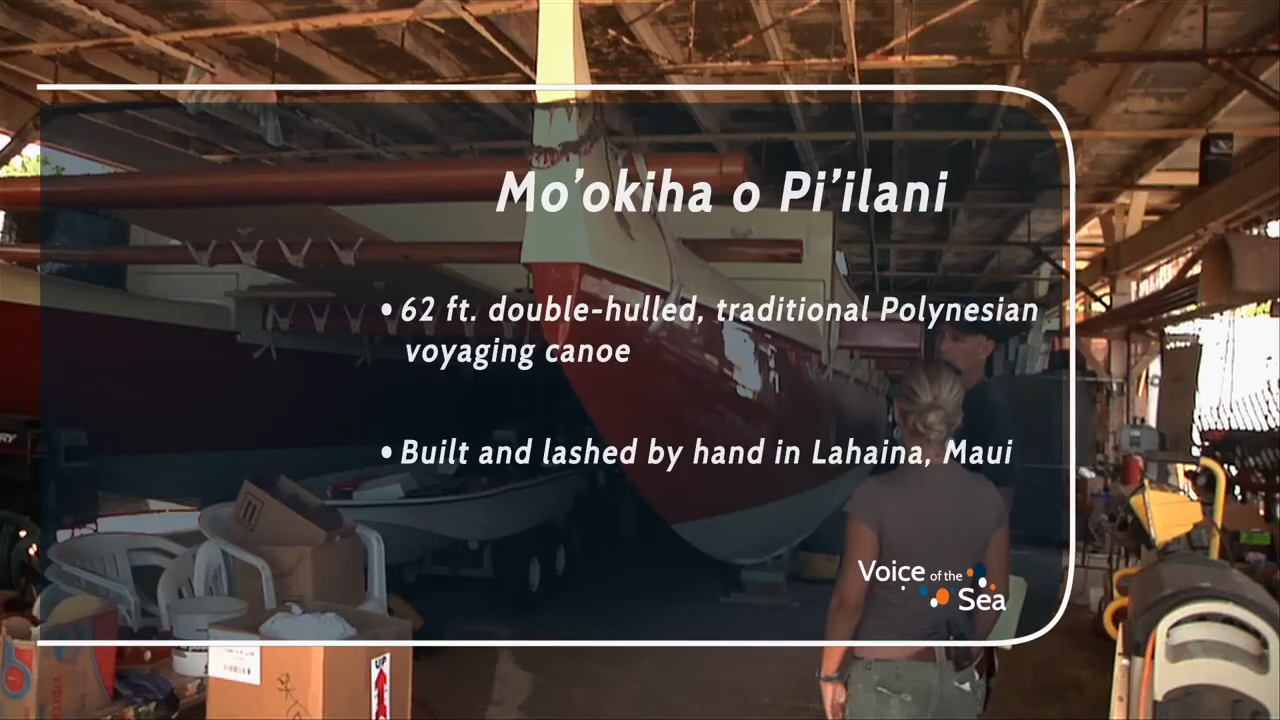 Mo’okiha o Pi’ilani
• 62 ft. double-hulled, traditional Polynesian
voyaging canoe
• Built and lashed by hand in Lahaina, Maui
Voice of the
Sea
UP